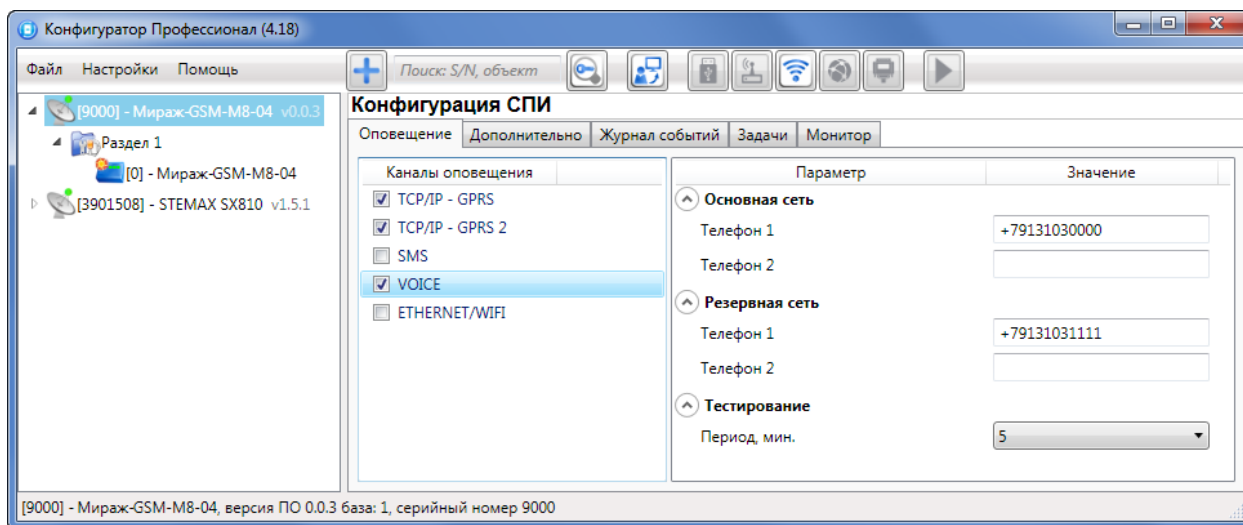 Конфигуратор Профессионал (4.18)
Файл Настройки Помощь
Поиск: S/N, объект
[9000] - Мираж-GSM-M8-04 v0.0.3
Раздел 1
[0] - Мираж-GSM-M8-04
[3901508] - STEMAX SX810 v1.5.1
Конфигурация СПИ
Оповещение Дополнительно Журнал событий Задачи Монитор
Каналы оповещения
TCP/IP - GPRS
TCP/IP - GPRS 2
SMS
VOICE
ETHERNET/WIFI
Параметр Значение
Основная сеть
Телефон 1 +79131030000
Телефон 2
Резервная сеть
Телефон 1 +79131031111
Телефон 2
Тестирование
Период, мин. 5
[9000] - Мираж-GSM-M8-04, версия ПО 0.0.3 база: 1, серийный номер 9000